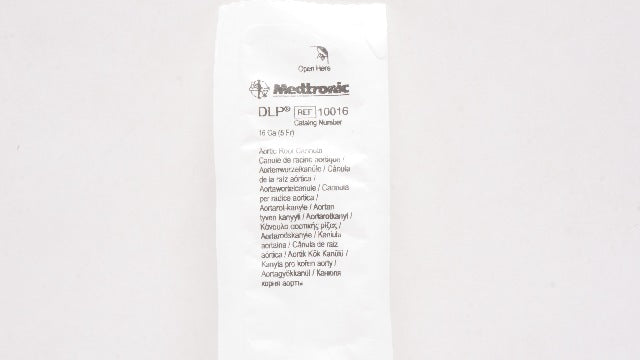 Open Here
Medtronic
DLP® REF 10016
Catalog Number
16 Ga (5 Fr)
Aortic Root Cannula
Canule de racine aortique /
Aortenwurzelkanüle / Cânula
de la raíz aórtica /
Aortawortelcanule / Cannula
per radice aortica /
Aortarot-kanyle / Aortan
tyven kanyyli / Aortarotkanyl /
Κάνουλα αορτικής ρίζας /
Aortarotskanyle / Kaniula
aortalna / Cânula de raiz
aórtica / Aortik Kök Kanülü /
Kanyla pro kořen aorty /
Aortagyökkanül / Канюля
корня аорты